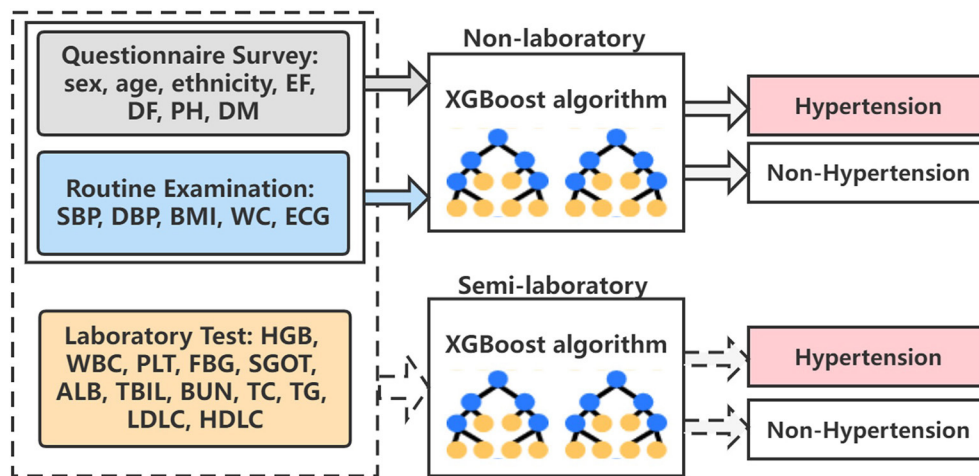 Questionnaire Survey:
sex, age, ethnicity, EF,
DF, PH, DM
Routine Examination:
SBP, DBP, BMI, WC, ECG
Laboratory Test: HGB,
WBC, PLT, FBG, SGOT,
ALB, TBIL, BUN, TC, TG,
LDLC, HDLC
Non-laboratory
XGBoost algorithm
Hypertension
Non-Hypertension
Semi-laboratory
XGBoost algorithm
Hypertension
Non-Hypertension